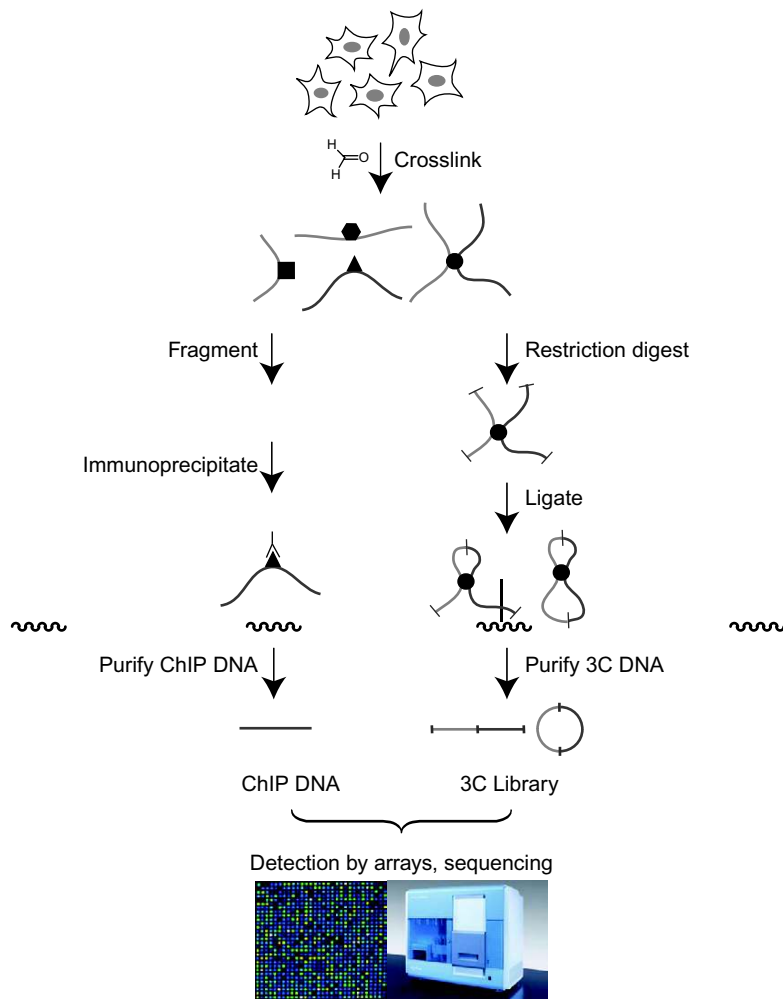 H
H
O
Crosslink
Fragment
Restriction digest
Immunoprecipitate
Ligate
Purify ChIP DNA
Purify 3C DNA
ChIP DNA
3C Library
Detection by arrays, sequencing